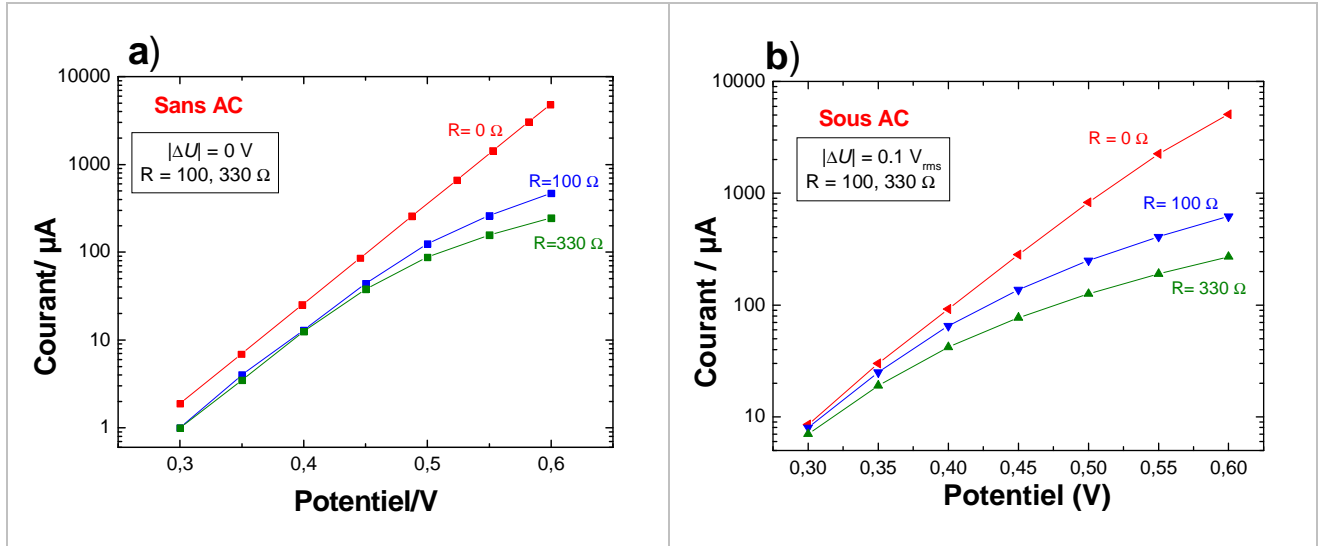 a)
Sans AC
|ΔU| = 0 V
R = 100, 330 Ω
R= 0 Ω
R=100 Ω
R=330 Ω
10000
1000
100
10
1
Courant/ µA
0,3 0,4 0,5 0,6
Potentiel/V
b)
Sous AC
|ΔU| = 0.1 Vrms
R = 100, 330 Ω
R= 0 Ω
R= 100 Ω
R= 330 Ω
10000
1000
100
10
Courant / µA
0,30 0,35 0,40 0,45 0,50 0,55 0,60
Potentiel (V)